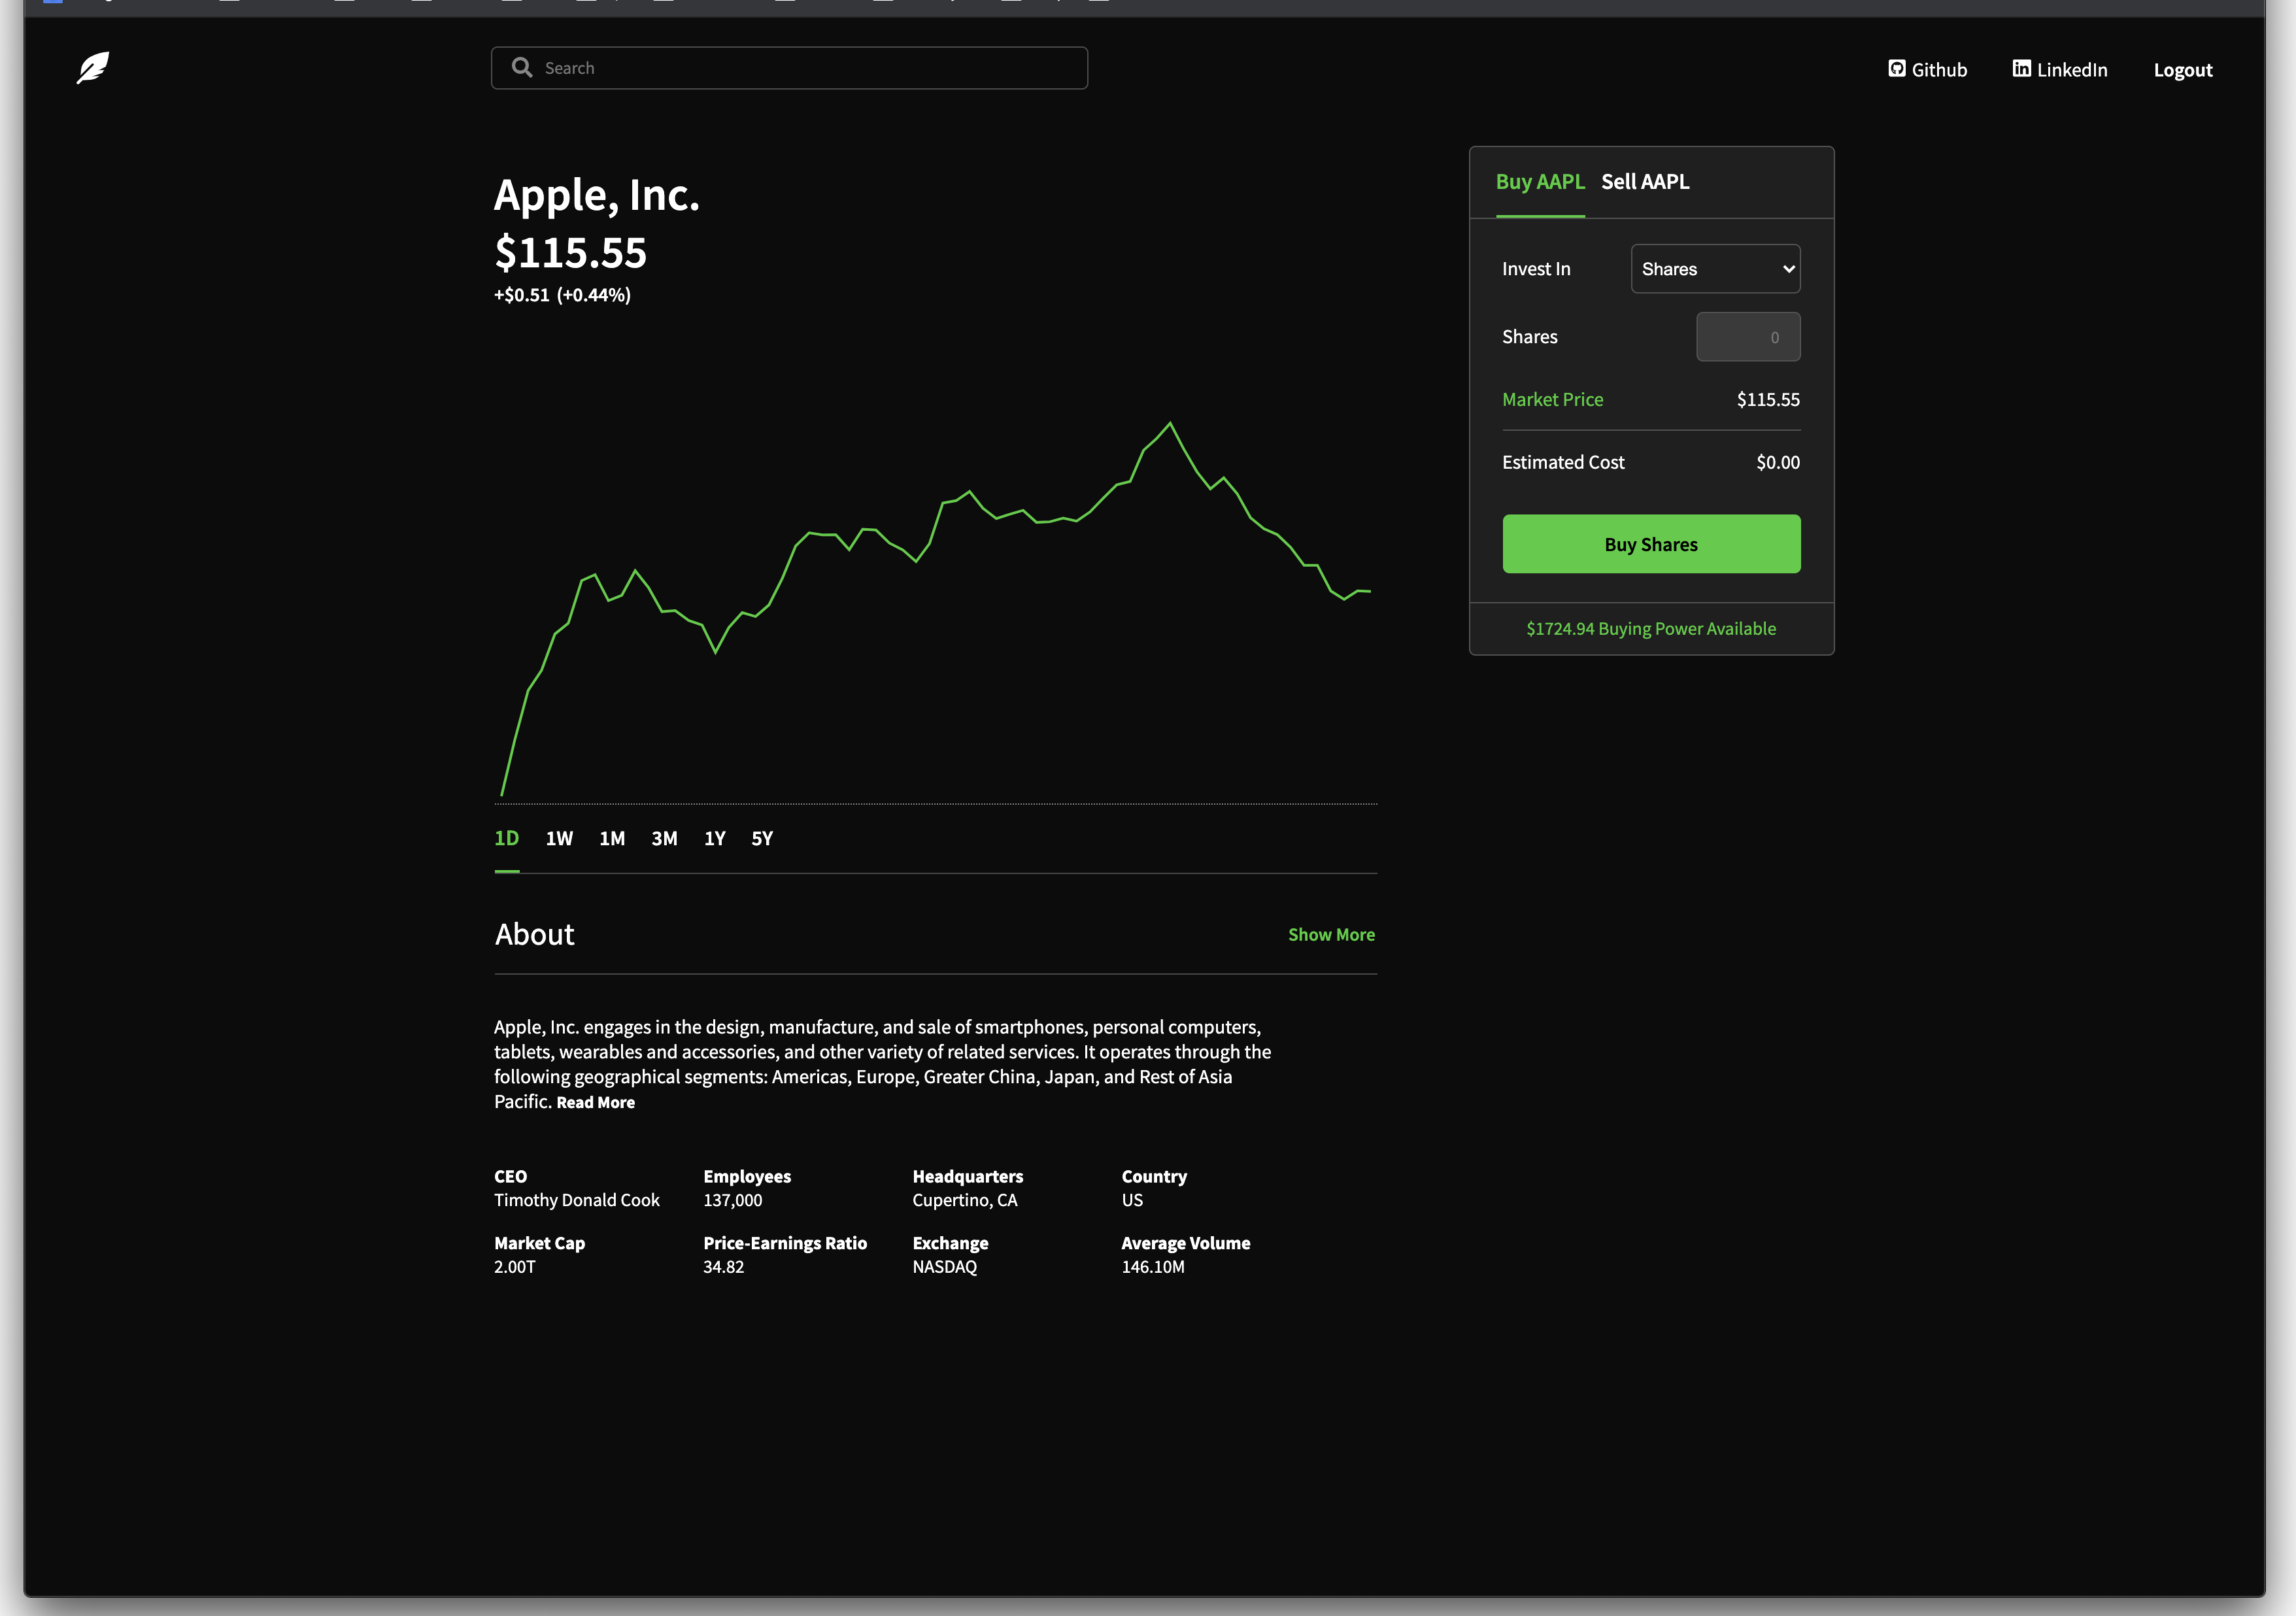 Search
Github
LinkedIn
Logout
Apple, Inc.
$115.55
+$0.51 (+0.44%)
Buy AAPL
Sell AAPL
Invest In
Shares
Shares
0
Market Price
$115.55
Estimated Cost
$0.00
Buy Shares
$1724.94 Buying Power Available
1D 1W 1M 3M 1Y 5Y
About
Show More
Apple, Inc. engages in the design, manufacture, and sale of smartphones, personal computers,
tablets, wearables and accessories, and other variety of related services. It operates through the
following geographical segments: Americas, Europe, Greater China, Japan, and Rest of Asia
Pacific. Read More
CEO
Timothy Donald Cook
Employees
137,000
Headquarters
Cupertino, CA
Country
US
Market Cap
2.00T
Price-Earnings Ratio
34.82
Exchange
NASDAQ
Average Volume
146.10M